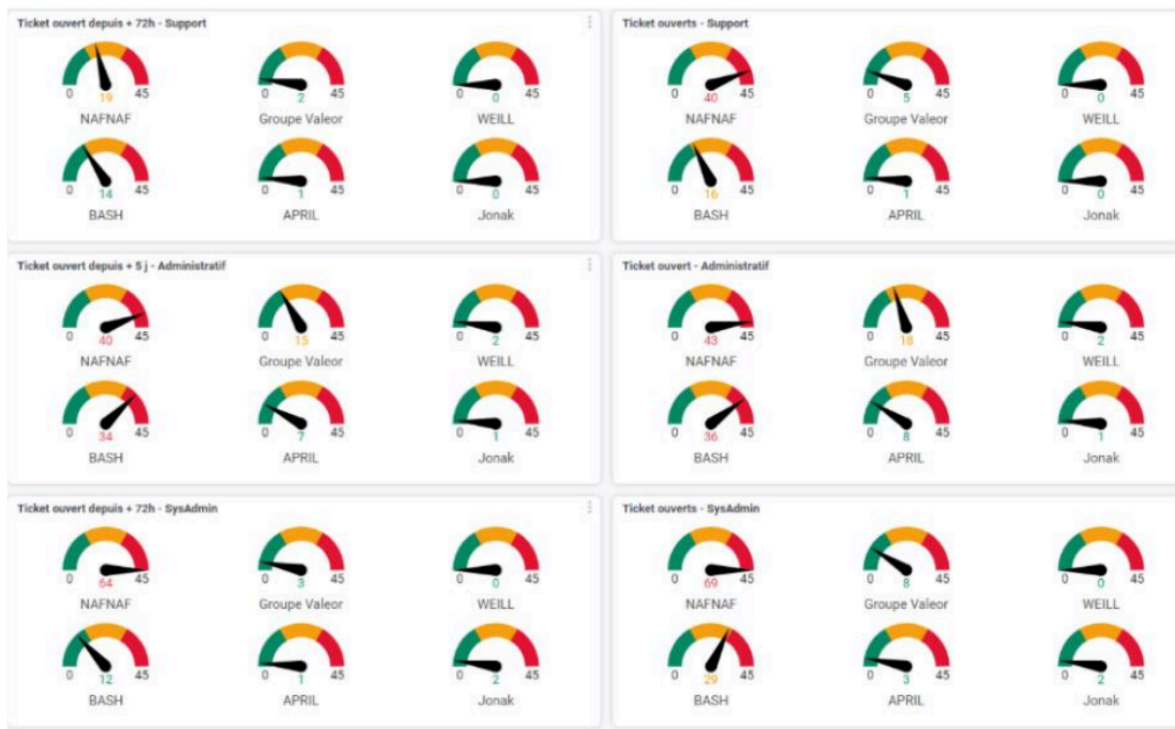 Ticket ouvert depuis + 72h - Support
0 19 45 0 2 45 0 0 45
NAFNAF Groupe Valeor WEILL
0 14 45 0 1 45 0 0 45
BASH APRIL Jonak
Ticket ouverts - Support
0 40 45 0 5 45 0 0 45
NAFNAF Groupe Valeor WEILL
0 16 45 0 1 45 0 0 45
BASH APRIL Jonak
Ticket ouvert depuis + 5 j - Administratif
0 40 45 0 15 45 0 2 45
NAFNAF Groupe Valeor WEILL
0 34 45 0 7 45 0 1 45
BASH APRIL Jonak
Ticket ouvert - Administratif
0 43 45 0 18 45 0 2 45
NAFNAF Groupe Valeor WEILL
0 36 45 0 8 45 0 1 45
BASH APRIL Jonak
Ticket ouvert depuis + 72h - SysAdmin
0 64 45 0 3 45 0 0 45
NAFNAF Groupe Valeor WEILL
0 12 45 0 1 45 0 2 45
BASH APRIL Jonak
Ticket ouverts - SysAdmin
0 69 45 0 8 45 0 0 45
NAFNAF Groupe Valeor WEILL
0 29 45 0 3 45 0 2 45
BASH APRIL Jonak